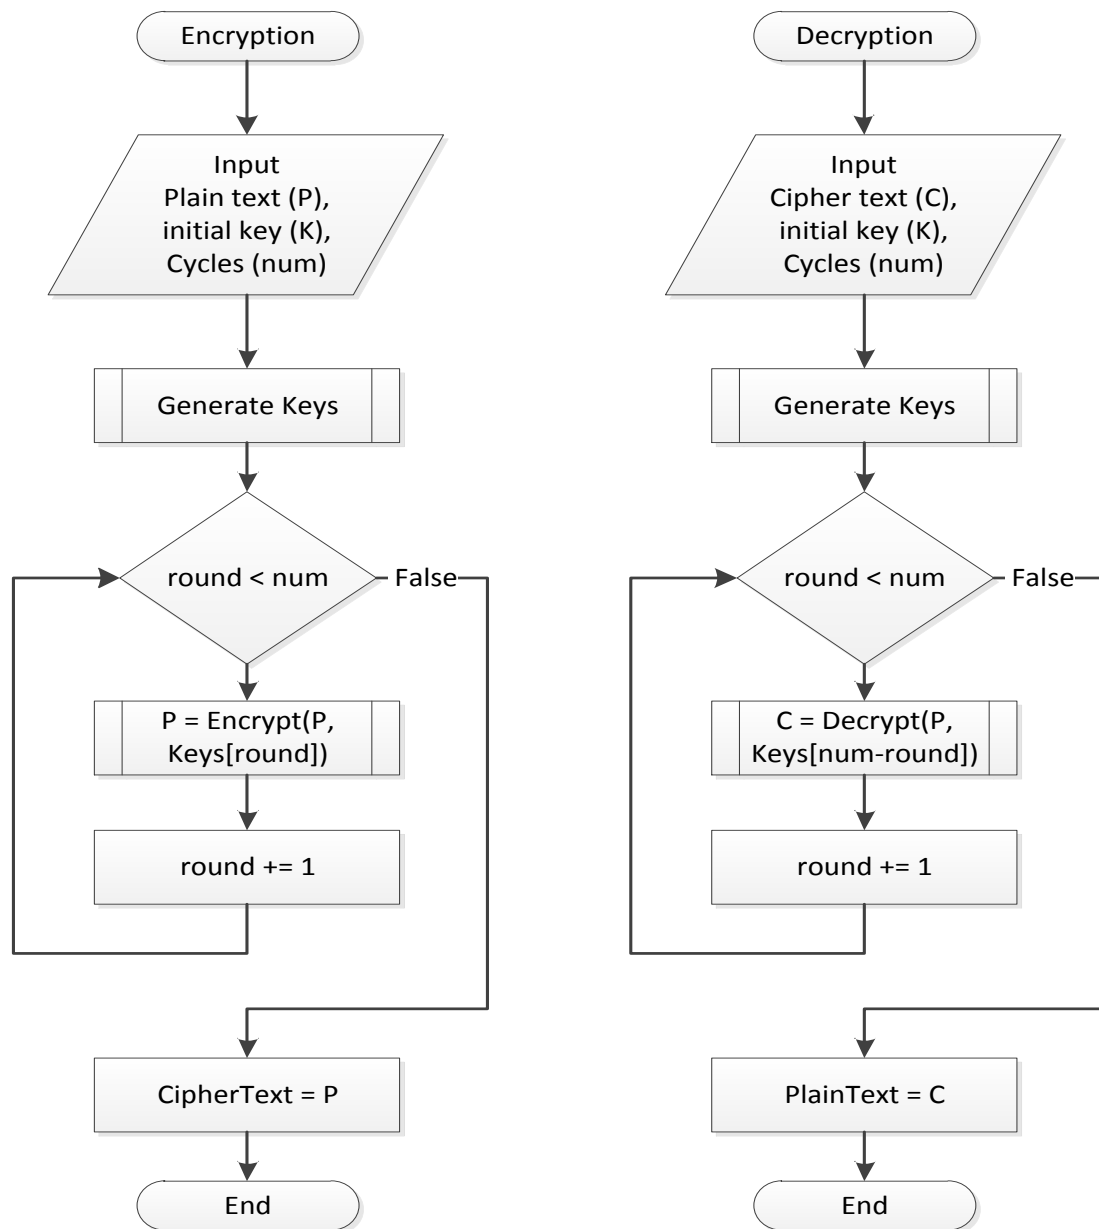 Encryption
Input
Plain text (P),
initial key (K),
Cycles (num)
Generate Keys
round < num
False
P = Encrypt(P,
Keys[round])
round += 1
CipherText = P
End
Decryption
Input
Cipher text (C),
initial key (K),
Cycles (num)
Generate Keys
round < num
False
C = Decrypt(P,
Keys[num-round])
round += 1
PlainText = C
End